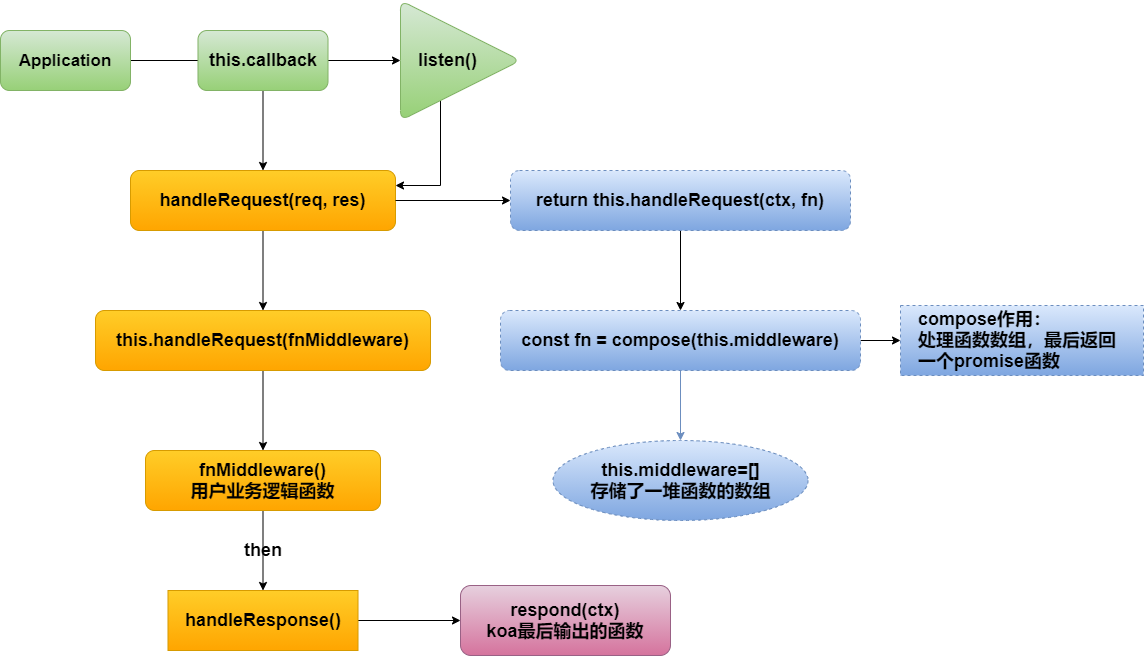 Application
this.callback
listen()
handleRequest(req, res)
return this.handleRequest(ctx, fn)
this.handleRequest(fnMiddleware)
const fn = compose(this.middleware)
compose作用：
处理函数数组，最后返回
一个promise函数
fnMiddleware()
用户业务逻辑函数
this.middleware=[]
存储了一堆函数的数组
then
handleResponse()
respond(ctx)
koa最后输出的函数